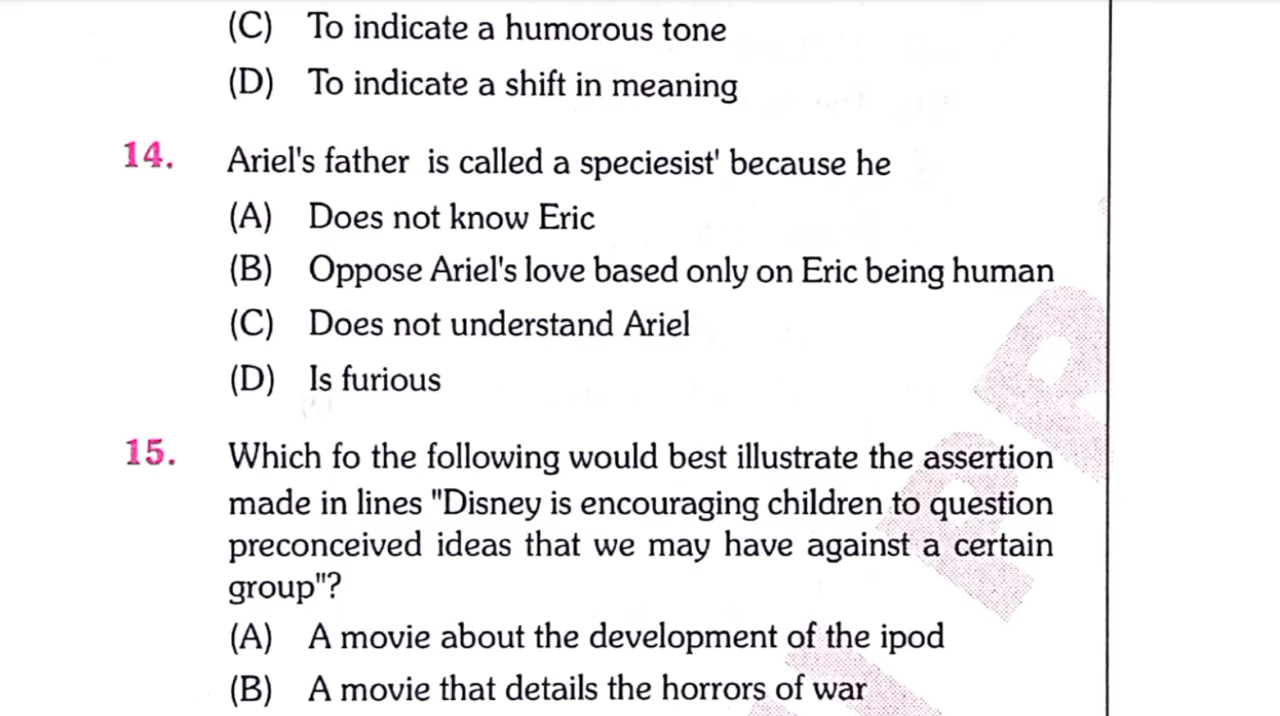 (C) To indicate a humorous tone
(D) To indicate a shift in meaning
14. Ariel's father is called a speciesist' because he
(A) Does not know Eric
(B) Oppose Ariel's love based only on Eric being human
(C) Does not understand Ariel
(D) Is furious
15. Which fo the following would best illustrate the assertion
made in lines "Disney is encouraging children to question
preconceived ideas that we may have against a certain
group"?
(A) A movie about the development of the ipod
(B) A movie that details the horrors of war